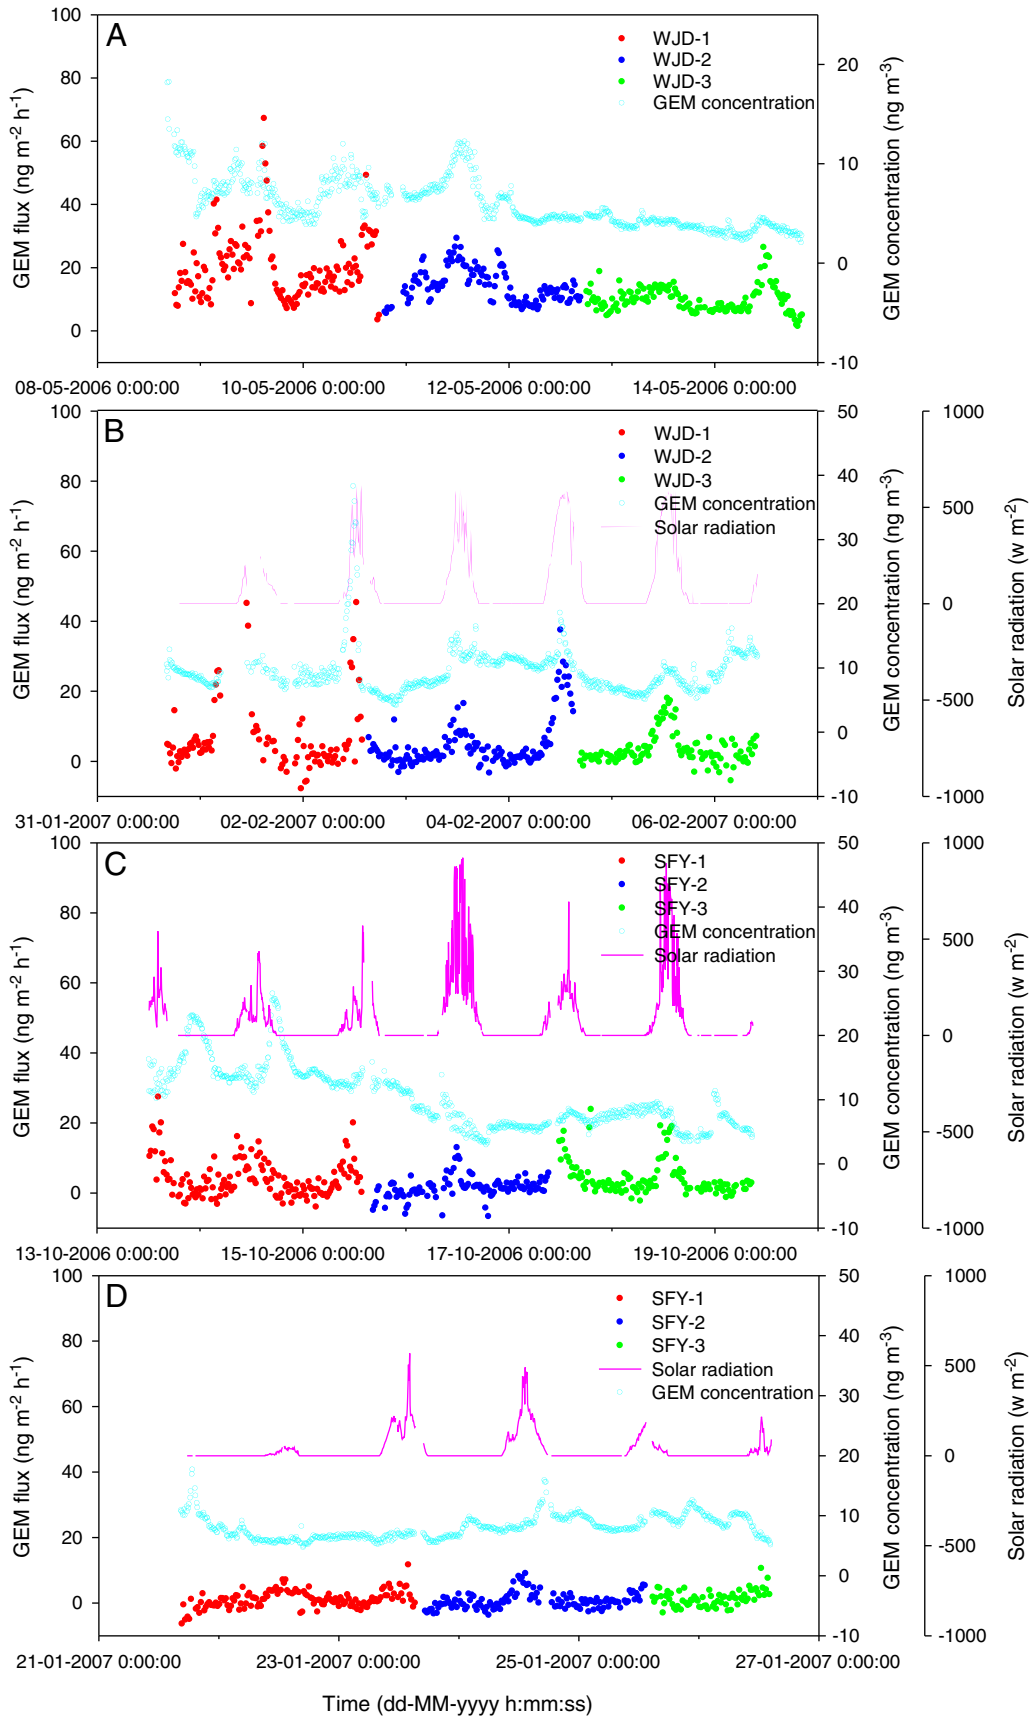 A
100
80
60
40
20
0
GEM flux (ng m-2 h-1)
WJD-1
WJD-2
WJD-3
GEM concentration
20
10
0
-10
GEM concentration (ng m-3)
08-05-2006 0:00:00
10-05-2006 0:00:00
12-05-2006 0:00:00
14-05-2006 0:00:00
B
100
80
60
40
20
0
GEM flux (ng m-2 h-1)
WJD-1
WJD-2
WJD-3
GEM concentration
Solar radiation
50
40
30
20
10
0
-10
GEM concentration (ng m-3)
1000
500
0
-500
-1000
Solar radiation (w m-2)
31-01-2007 0:00:00
02-02-2007 0:00:00
04-02-2007 0:00:00
06-02-2007 0:00:00
C
100
80
60
40
20
0
GEM flux (ng m-2 h-1)
SFY-1
SFY-2
SFY-3
GEM concentration
Solar radiation
50
40
30
20
10
0
-10
GEM concentration (ng m-3)
1000
500
0
-500
-1000
Solar radiation (w m-2)
13-10-2006 0:00:00
15-10-2006 0:00:00
17-10-2006 0:00:00
19-10-2006 0:00:00
D
100
80
60
40
20
0
GEM flux (ng m-2 h-1)
SFY-1
SFY-2
SFY-3
Solar radiation
GEM concentration
50
40
30
20
10
0
-10
GEM concentration (ng m-3)
1000
500
0
-500
-1000
Solar radiation (w m-2)
21-01-2007 0:00:00
23-01-2007 0:00:00
25-01-2007 0:00:00
27-01-2007 0:00:00
Time (dd-MM-yyyy h:mm:ss)